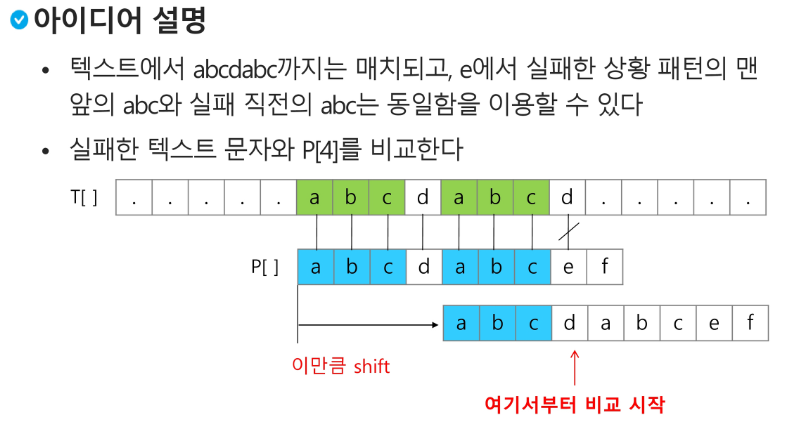 아이디어 설명
• 텍스트에서 abcdabc까지는 매치되고, e에서 실패한 상황 패턴의 맨
앞의 abc와 실패 직전의 abc는 동일함을 이용할 수 있다
• 실패한 텍스트 문자와 P[4]를 비교한다
T[ ] . . . . . a b c d a b c d . . . . .
P[ ] a b c d a b c e f
a b c d a b c e f
이만큼 shift
여기서부터 비교 시작